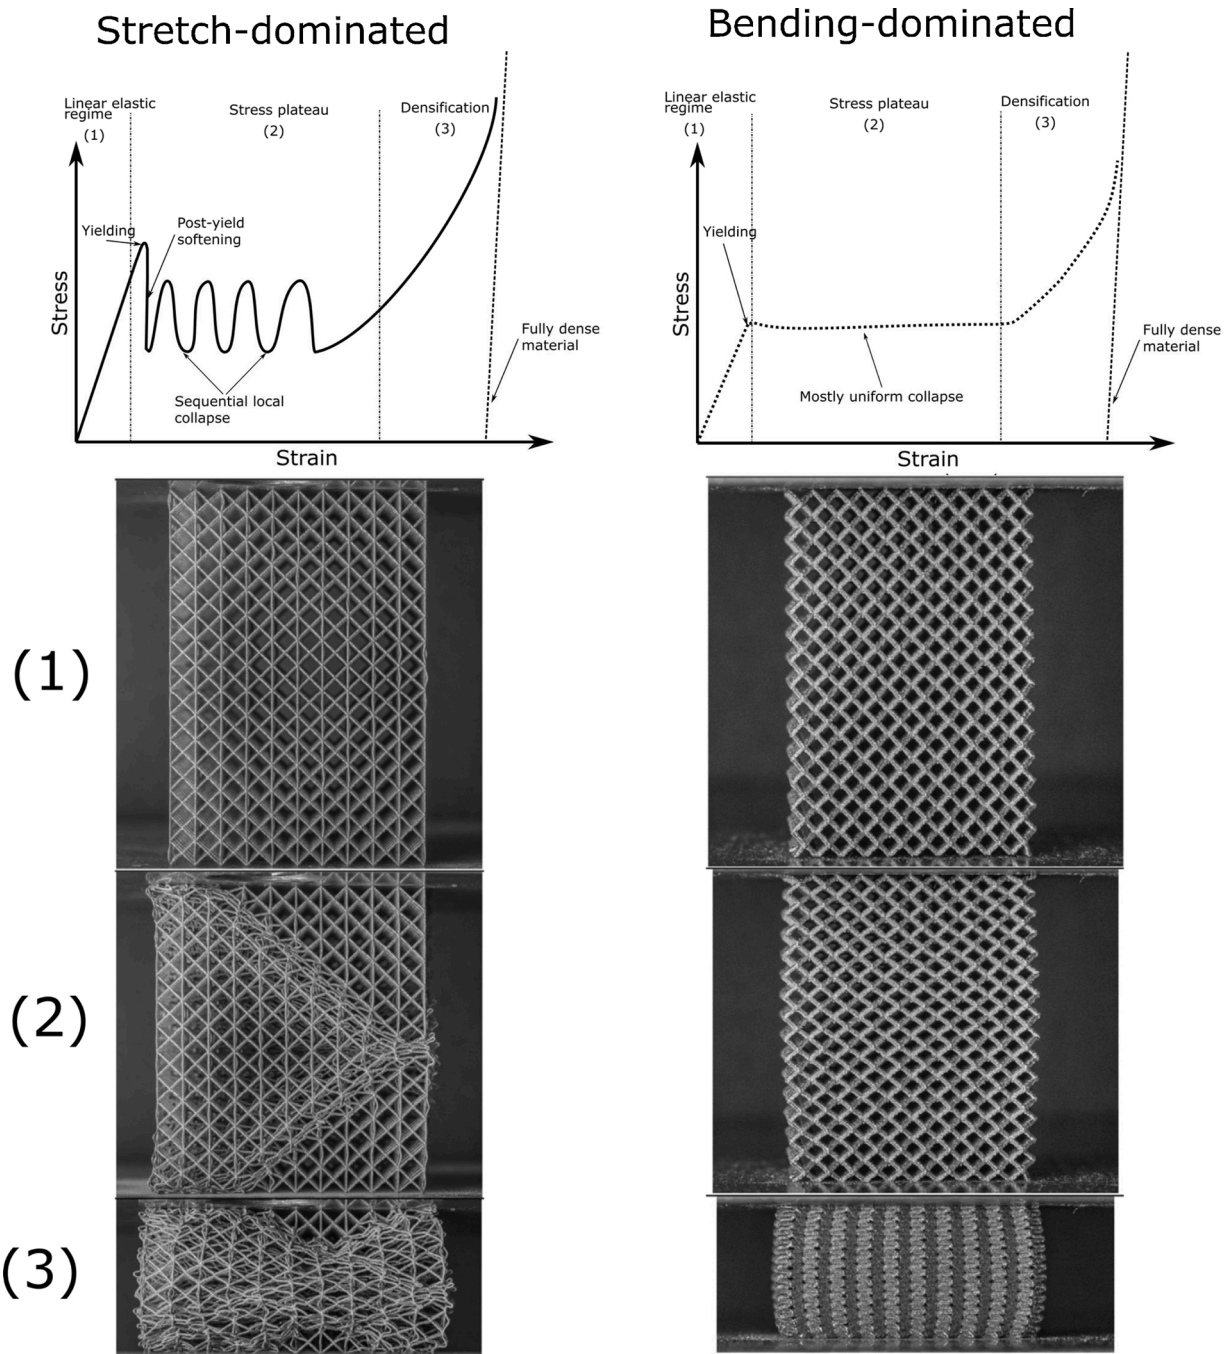 Stretch-dominated
Linear elastic
regime
(1)
Stress plateau
(2)
Densification
(3)
Yielding
Post-yield
softening
Stress
Fully dense
material
Sequential local
collapse
Strain
Bending-dominated
Linear elastic
regime
(1)
Stress plateau
(2)
Densification
(3)
Yielding
Stress
Fully dense
material
Mostly uniform collapse
Strain
(1)
(2)
(3)